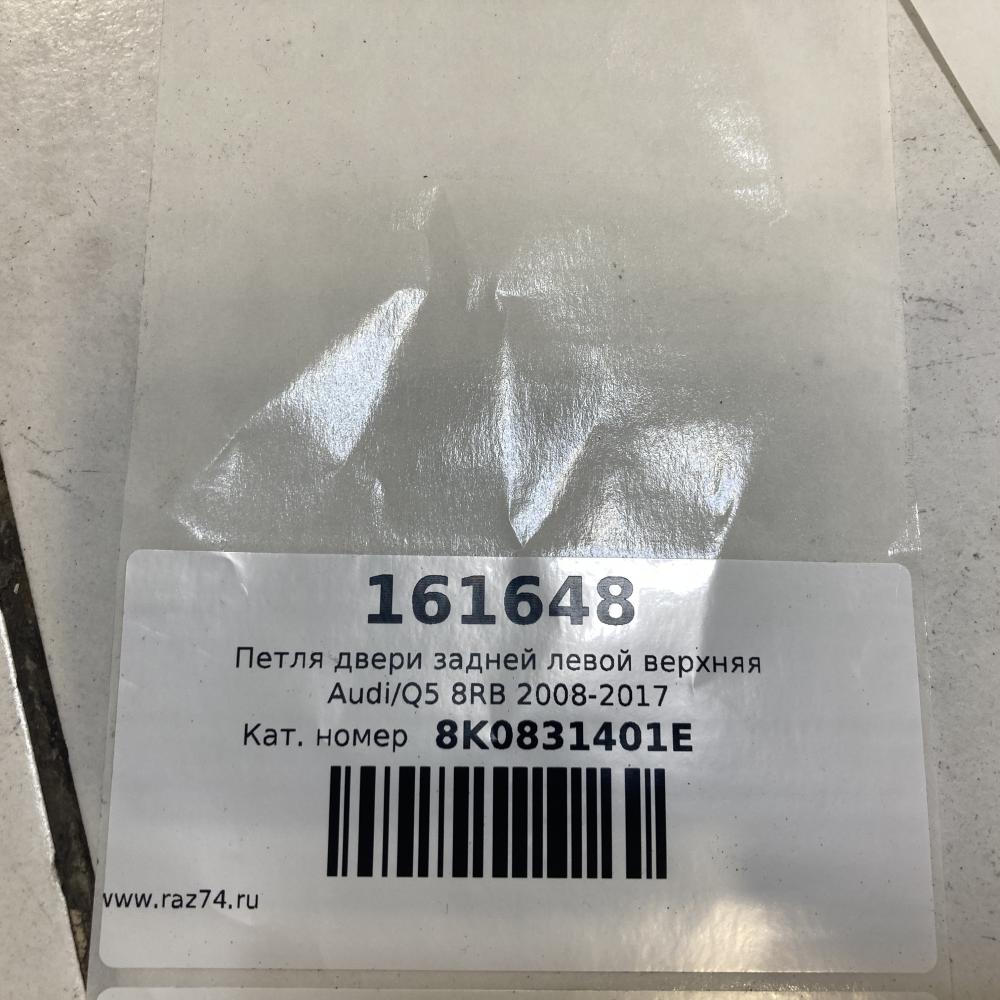 161648
Петля двери задней левой верхняя
Audi/Q5 8RB 2008-2017
Кат. номер 8K0831401E
www.raz74.ru